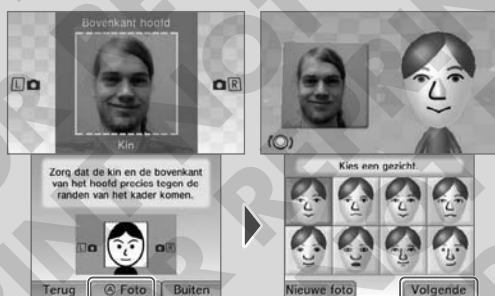 Bovenkant hoofd
L R
Kin
Zorg dat de kin en de bovenkant
van het hoofd precies tegen de
randen van het kader komen.
L R
Terug
A Foto
Buiten
Kies een gezicht.
Nieuwe foto
Volgende